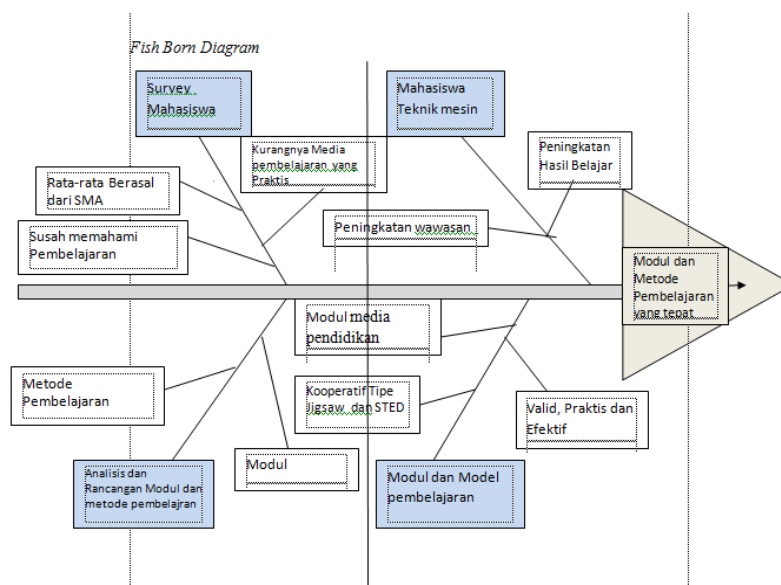 Fish Born Diagram
Survey
Mahasiswa
Mahasiswa
Teknik mesin
Kurangnya Media
pembelajaran yang
Praktis
Peningkatan
Hasil Belajar
Rata-rata Berasal
dari SMA
Susah memahami
Pembelajaran
Peningkatan wawasan
Modul dan
Metode
Pembelajaran
yang tepat
Modul media
pendidikan
Metode
Pembelajaran
Kooperatif Tipe
Jigsaw dan STED
Valid, Praktis dan
Efektif
Modul
Analisis dan
Rancangan Modul dan
metode pembelajran
Modul dan Model
pembelajaran